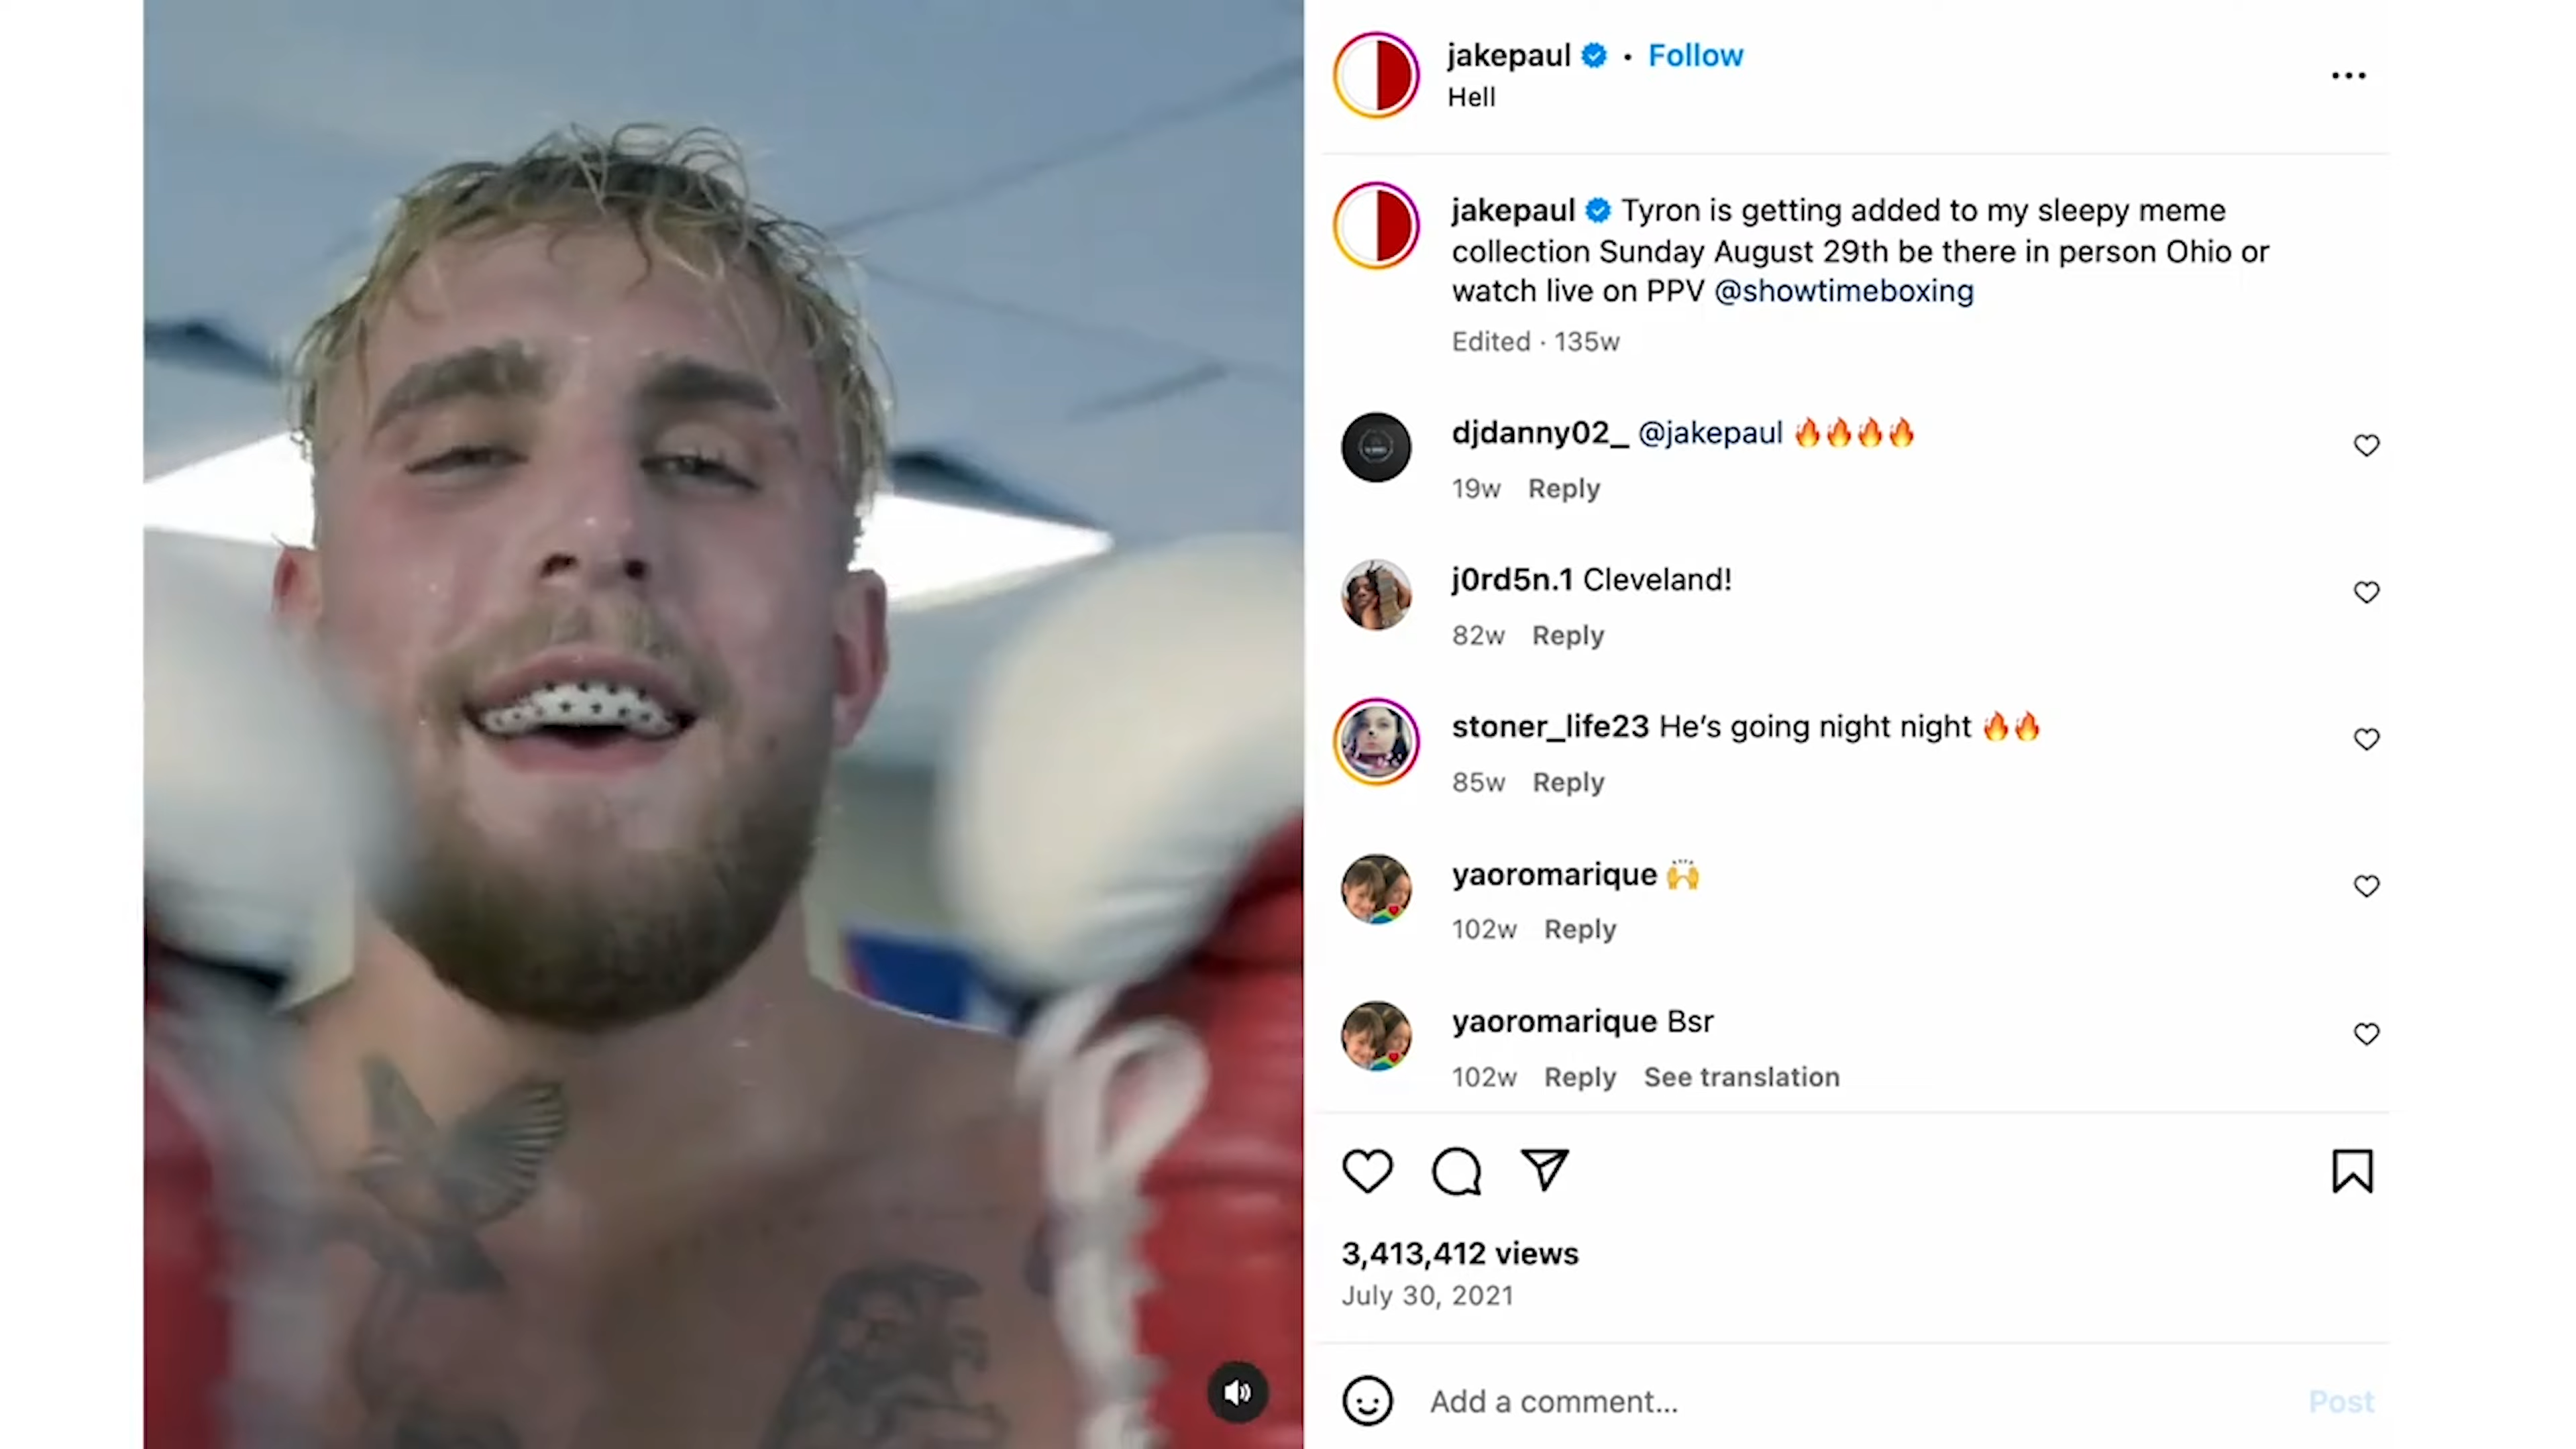 jakepaul • Follow
Hell
jakepaul Tyron is getting added to my sleepy meme
collection Sunday August 29th be there in person Ohio or
watch live on PPV @showtimeboxing
Edited · 135w
djdanny02_ @jakepaul 🔥🔥🔥🔥
19w Reply
j0rd5n.1 Cleveland!
82w Reply
stoner_life23 He's going night night 🔥🔥
85w Reply
yaoromarique 🙌
102w Reply
yaoromarique Bsr
102w Reply See translation
3,413,412 views
July 30, 2021
Add a comment...
Post